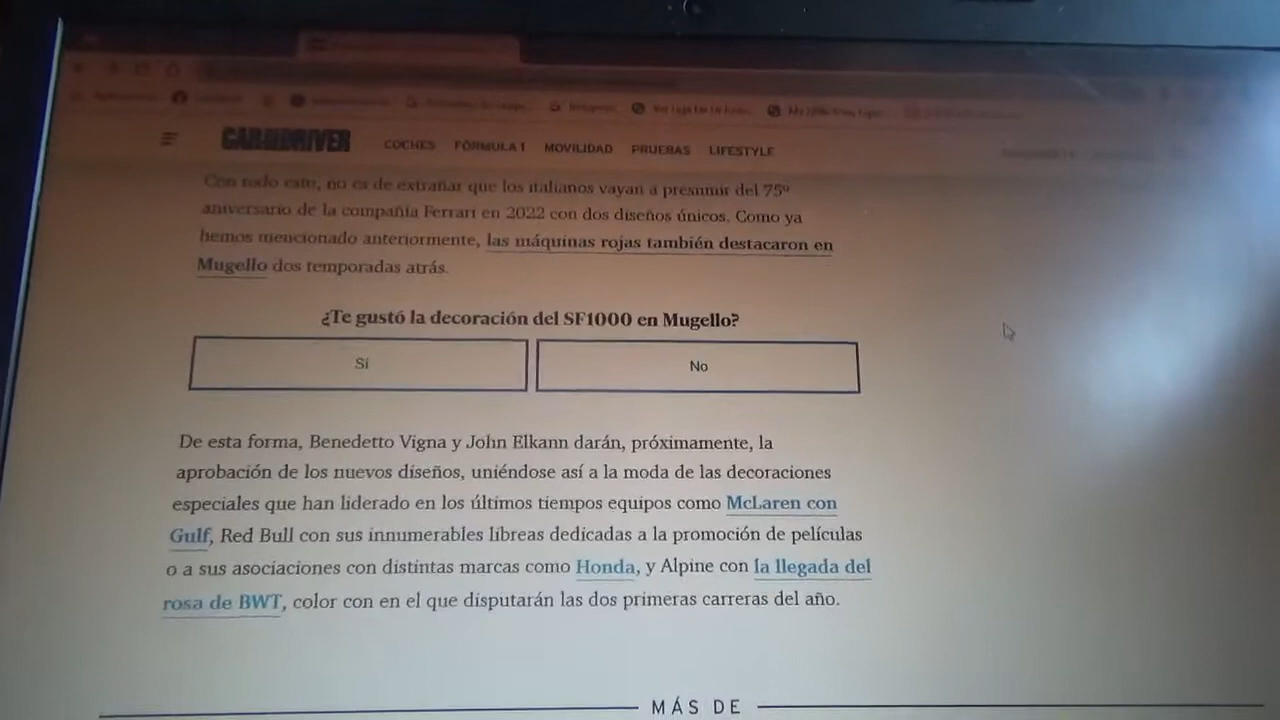 CAR AND DRIVER
COCHES FÓRMULA 1 MOVILIDAD PRUEBAS LIFESTYLE
Con todo esto, no es de extrañar que los italianos vayan a presumir del 75º
aniversario de la compañía Ferrari en 2022 con dos diseños únicos. Como ya
hemos mencionado anteriormente, las máquinas rojas también destacaron en
Mugello dos temporadas atrás.
¿Te gustó la decoración del SF1000 en Mugello?
Sí No
De esta forma, Benedetto Vigna y John Elkann darán, próximamente, la
aprobación de los nuevos diseños, uniéndose así a la moda de las decoraciones
especiales que han liderado en los últimos tiempos equipos como McLaren con
Gulf, Red Bull con sus innumerables libreas dedicadas a la promoción de películas
o a sus asociaciones con distintas marcas como Honda, y Alpine con la llegada del
rosa de BWT, color con en el que disputarán las dos primeras carreras del año.
MÁS DE